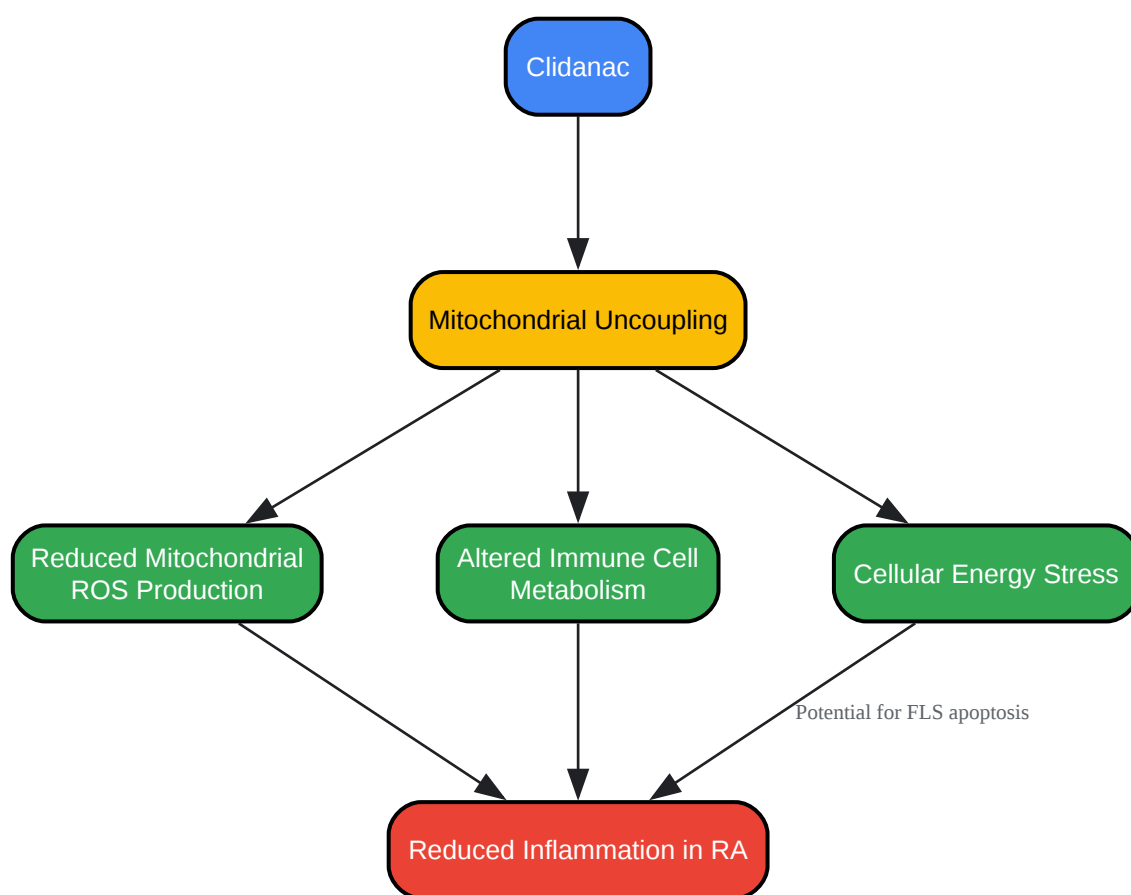 Clidanac
Mitochondrial Uncoupling
Reduced Mitochondrial
ROS Production
Altered Immune Cell
Metabolism
Cellular Energy Stress
Potential for FLS apoptosis
Reduced Inflammation in RA